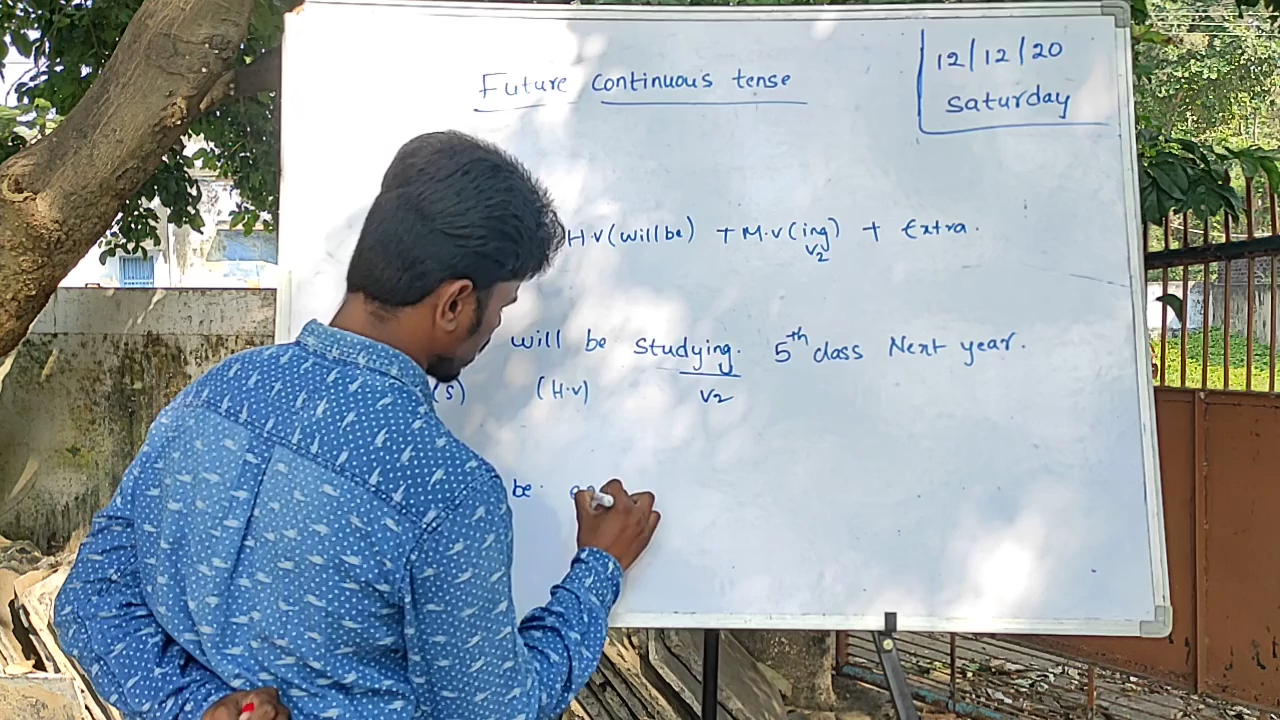 12/12/20
Saturday
Future Continuous tense
H.V(will be) + M.V(ing) + Extra.
V2
will be studying. 5th class Next year.
(S) (H.V) V2
be